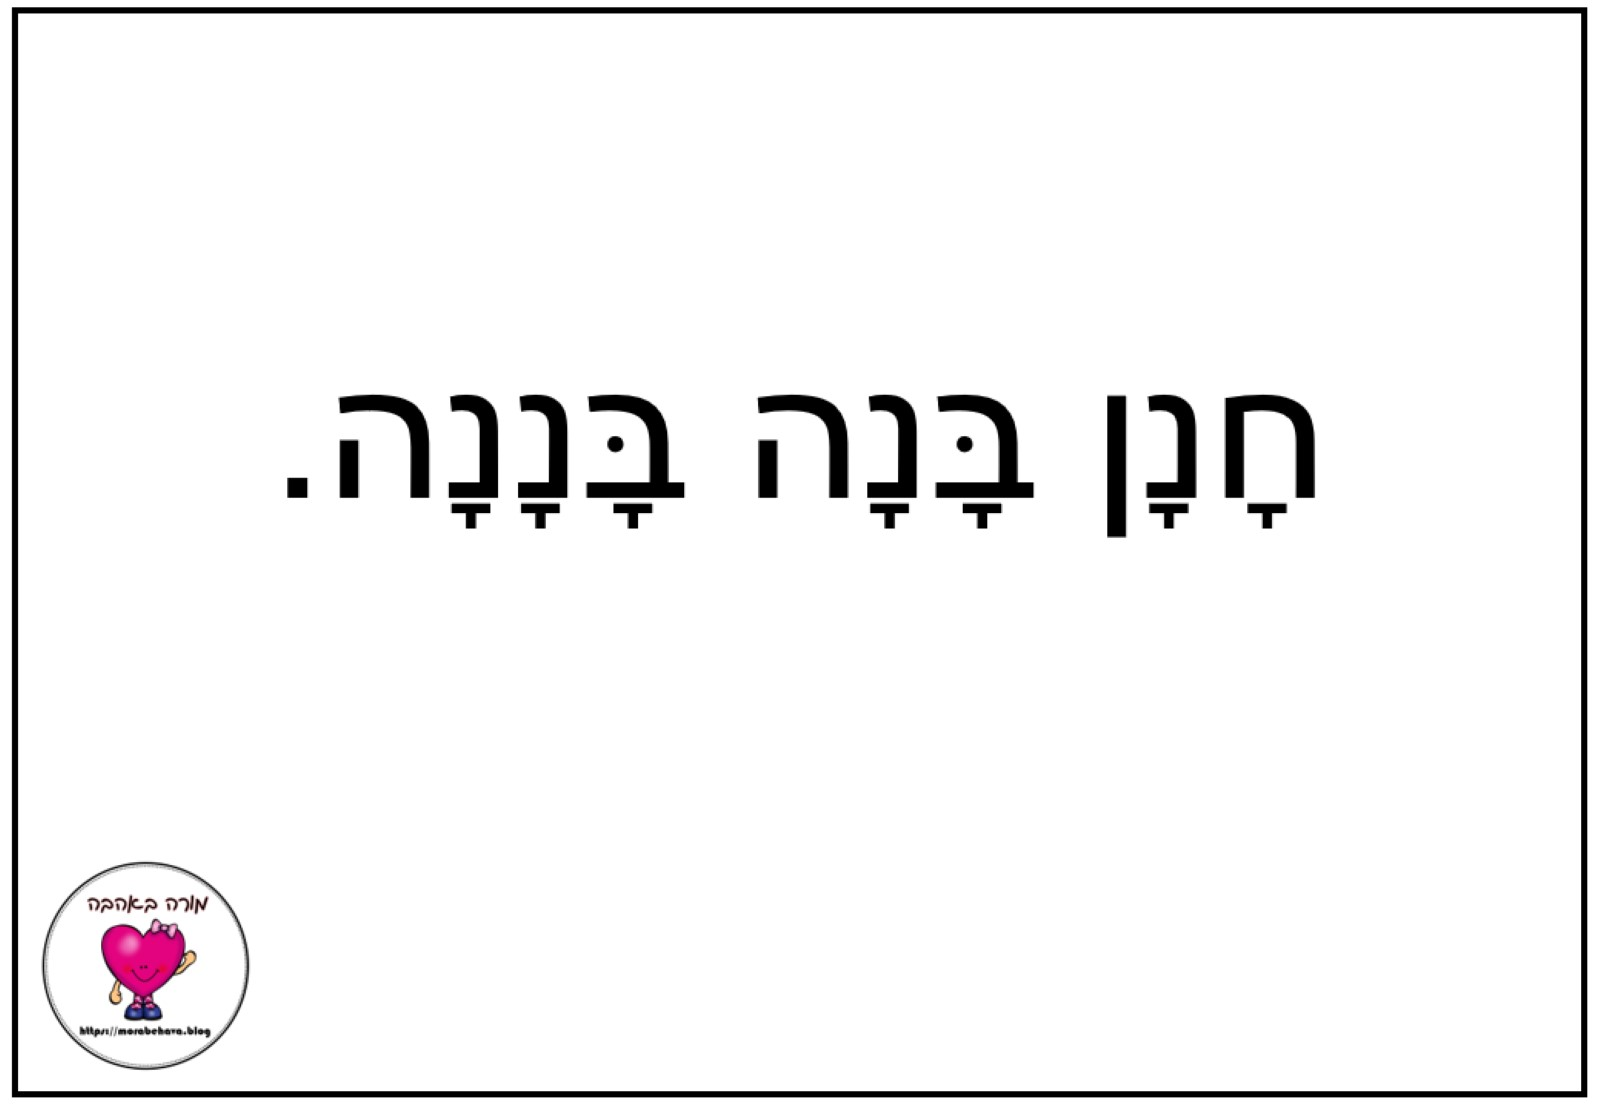 חָנָן בָּנָה בָּנָנָה.
מורה באהבה
https://morabehava.blog